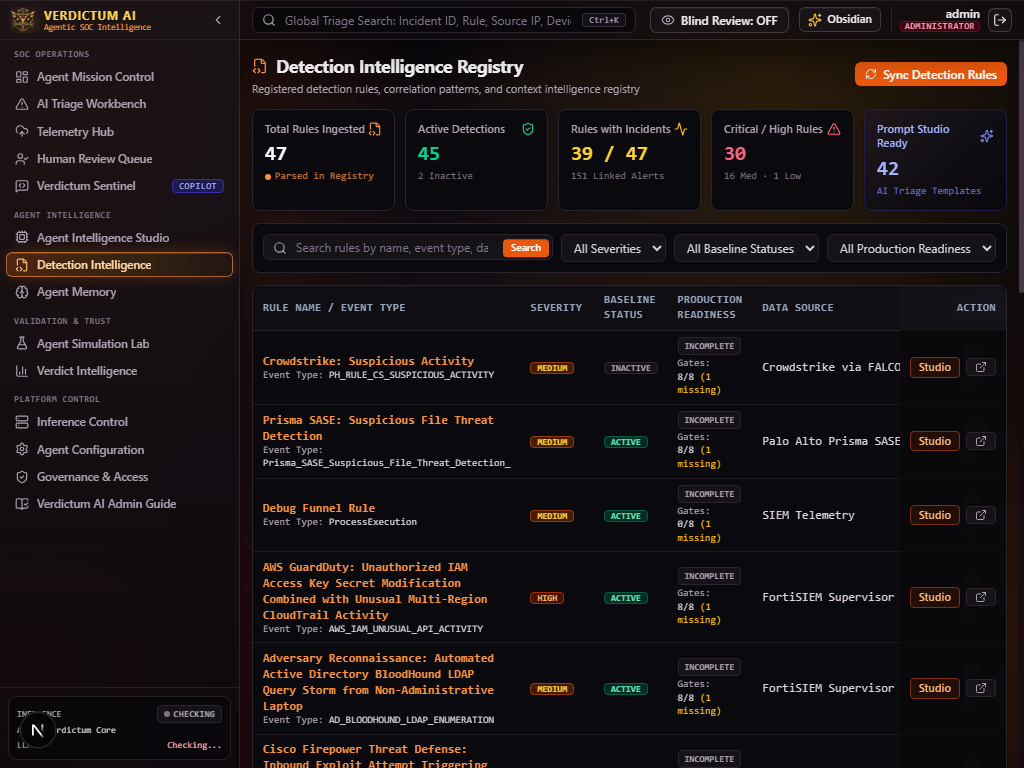 VERDICTUM AI
Agentic SOC Intelligence
SOC OPERATIONS
Agent Mission Control
AI Triage Workbench
Telemetry Hub
Human Review Queue
Verdictum Sentinel
COPILOT
AGENT INTELLIGENCE
Agent Intelligence Studio
Detection Intelligence
Agent Memory
VALIDATION & TRUST
Agent Simulation Lab
Verdict Intelligence
PLATFORM CONTROL
Inference Control
Agent Configuration
Governance & Access
Verdictum AI Admin Guide
CHECKING
N
Core
Checking...
Global Triage Search: Incident ID, Rule, Source IP, Devic
Ctrl+K
Blind Review: OFF
Obsidian
admin
ADMINISTRATOR
Detection Intelligence Registry
Registered detection rules, correlation patterns, and context intelligence registry
Sync Detection Rules
Total Rules Ingested
47
Parsed in Registry
Active Detections
45
2 Inactive
Rules with Incidents
39 / 47
151 Linked Alerts
Critical / High Rules
30
16 Med · 1 Low
Prompt Studio
Ready
42
AI Triage Templates
Search rules by name, event type, da
Search
All Severities
All Baseline Statuses
All Production Readiness
RULE NAME / EVENT TYPE
SEVERITY
BASELINE
STATUS
PRODUCTION
READINESS
DATA SOURCE
ACTION
Crowdstrike: Suspicious Activity
Event Type: PH_RULE_CS_SUSPICIOUS_ACTIVITY
MEDIUM
INACTIVE
INCOMPLETE
Gates:
8/8 (1
missing)
Crowdstrike via FALCO
Studio
Prisma SASE: Suspicious File Threat
Detection
Event Type:
Prisma_SASE_Suspicious_File_Threat_Detection_
MEDIUM
ACTIVE
INCOMPLETE
Gates:
8/8 (1
missing)
Palo Alto Prisma SASE
Studio
Debug Funnel Rule
Event Type: ProcessExecution
MEDIUM
ACTIVE
INCOMPLETE
Gates:
0/8 (1
missing)
SIEM Telemetry
Studio
AWS GuardDuty: Unauthorized IAM
Access Key Secret Modification
Combined with Unusual Multi-Region
CloudTrail Activity
Event Type: AWS_IAM_UNUSUAL_API_ACTIVITY
HIGH
ACTIVE
INCOMPLETE
Gates:
8/8 (1
missing)
FortiSIEM Supervisor
Studio
Adversary Reconnaissance: Automated
Active Directory BloodHound LDAP
Query Storm from Non-Administrative
Laptop
Event Type: AD_BLOODHOUND_LDAP_ENUMERATION
MEDIUM
ACTIVE
INCOMPLETE
Gates:
8/8 (1
missing)
FortiSIEM Supervisor
Studio
Cisco Firepower Threat Defense:
Inbound Exploit Attempt Triggering
INCOMPLETE